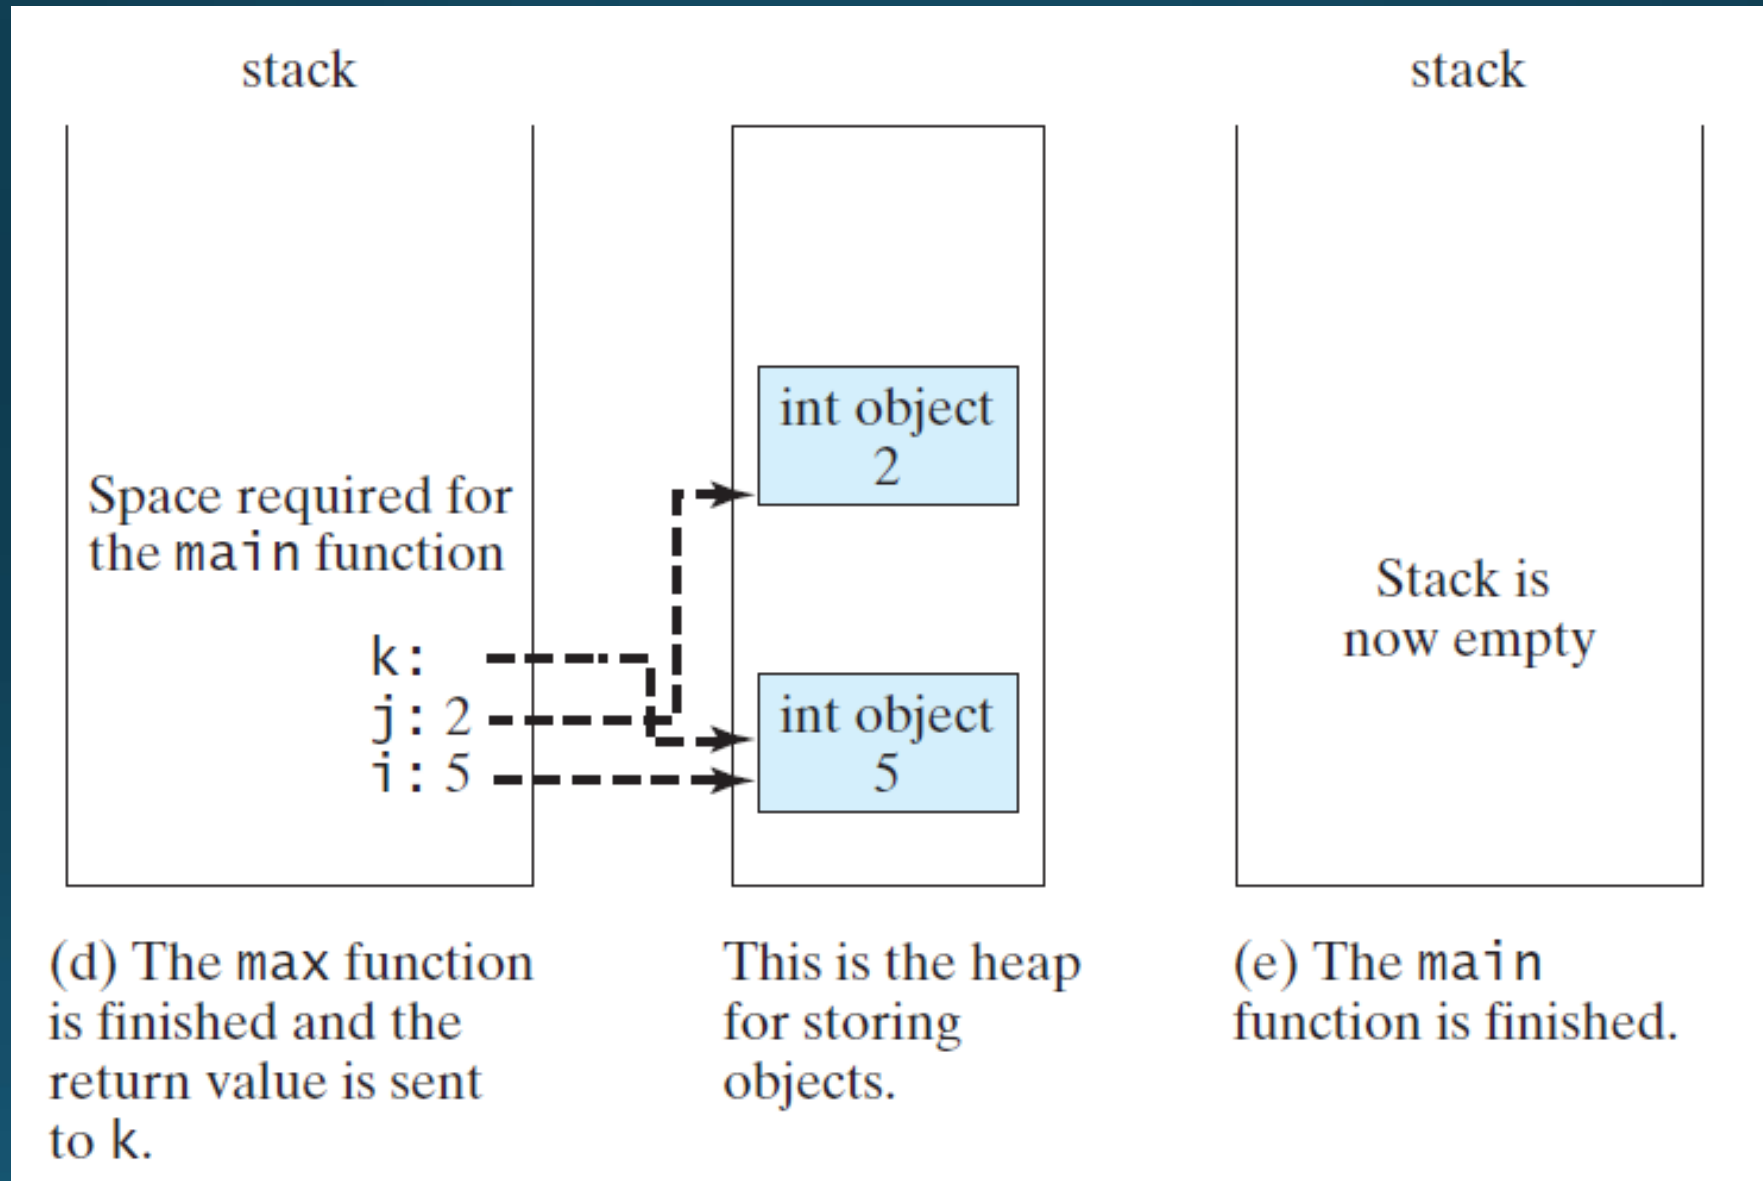 stack
Space required for
the main function
k:
j: 2
i: 5
int object
2
int object
5
stack
Stack is
now empty
(d) The max function
is finished and the
return value is sent
to k.
This is the heap
for storing
objects.
(e) The main
function is finished.